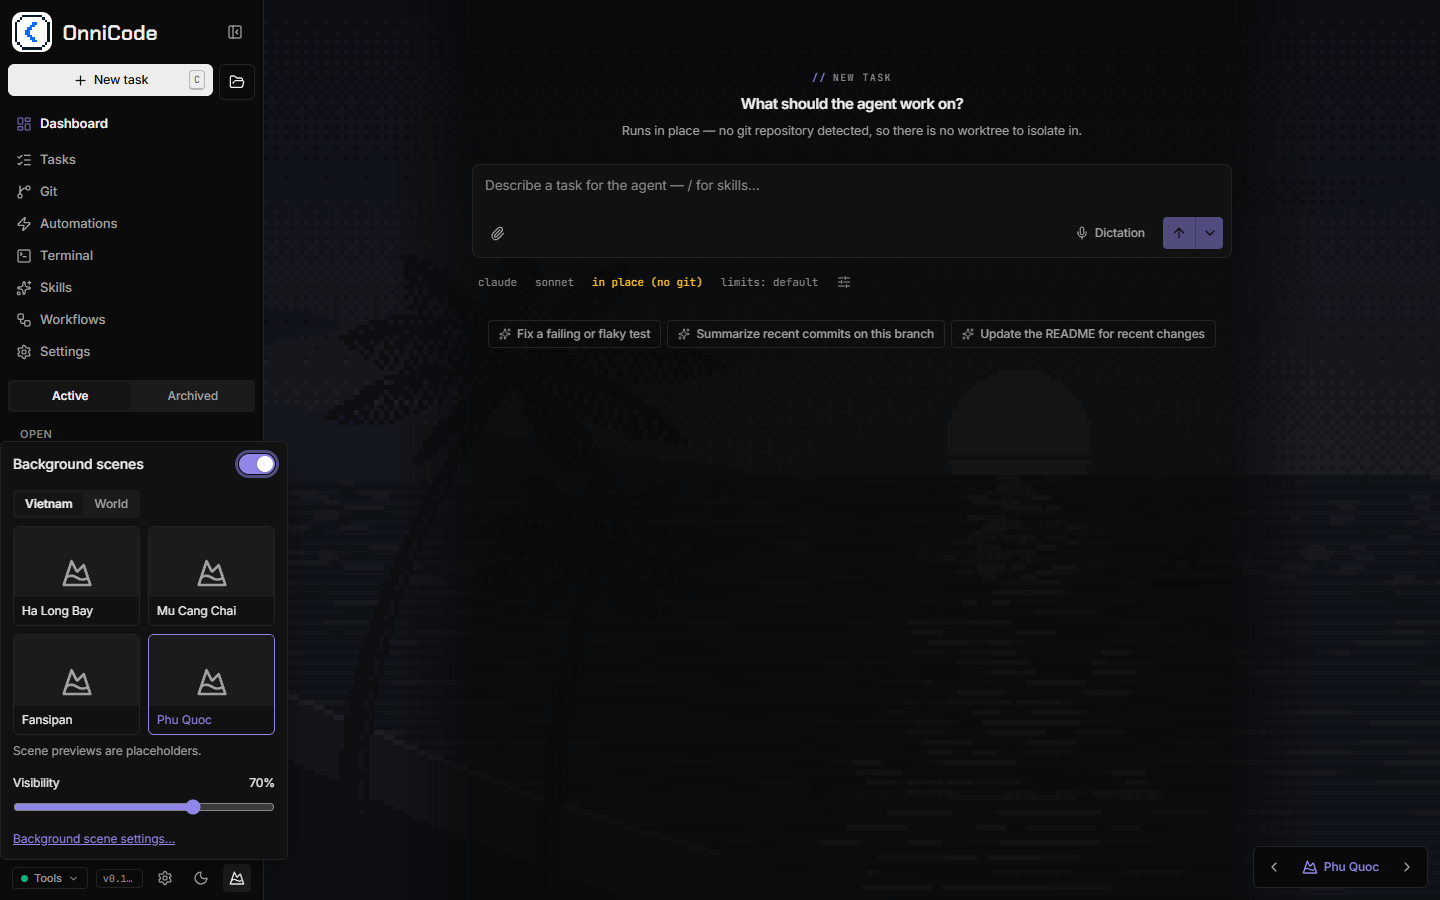 OnniCode
New task
C
Dashboard
Tasks
Git
Automations
Terminal
Skills
Workflows
Settings
Active
Archived
OPEN
Background scenes
Vietnam
World
Ha Long Bay
Mu Cang Chai
Fansipan
Phu Quoc
Scene previews are placeholders.
Visibility
70%
Background scene settings...
Tools
v0.1...
// NEW TASK
What should the agent work on?
Runs in place — no git repository detected, so there is no worktree to isolate in.
Describe a task for the agent — / for skills...
Dictation
claude
sonnet
in place (no git)
limits: default
Fix a failing or flaky test
Summarize recent commits on this branch
Update the README for recent changes
Phu Quoc